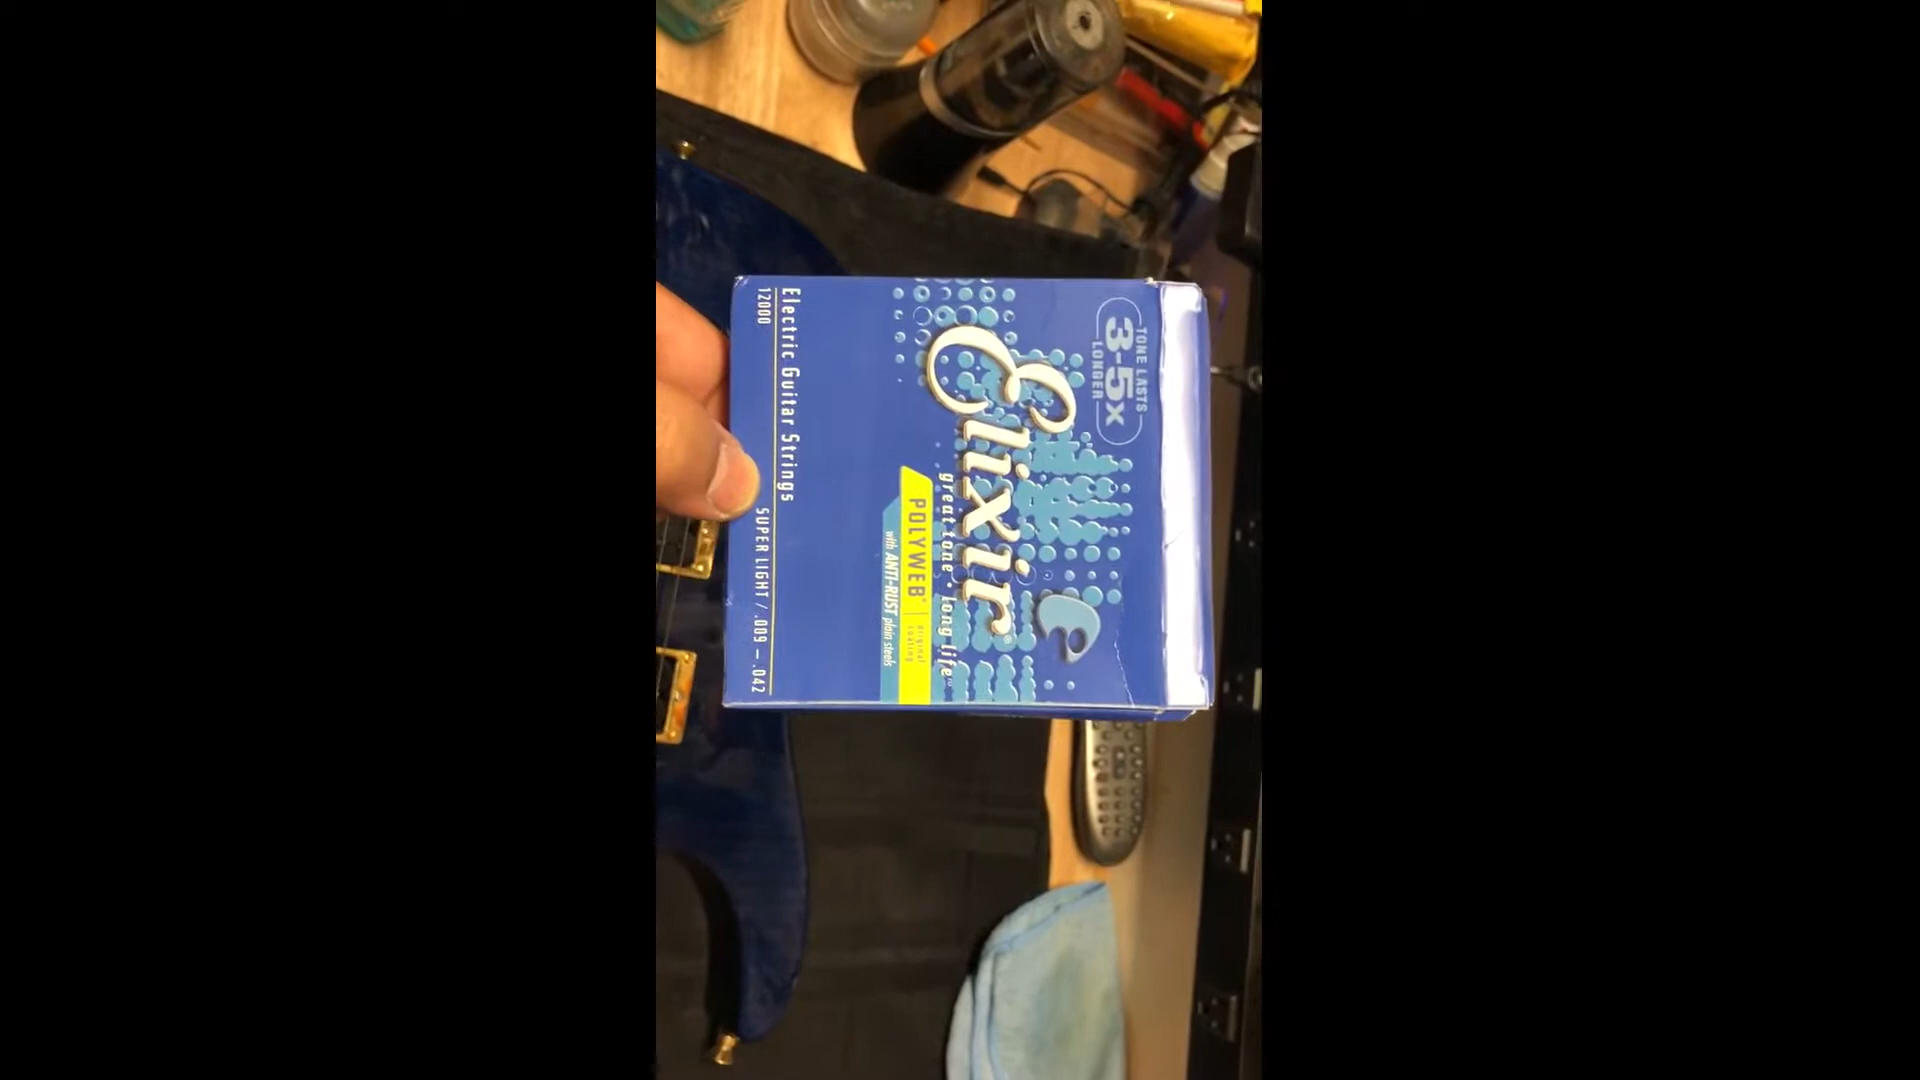 TONE LASTS
3-5x
LONGER
e
Elixir®
great tone · long life™
POLYWEB®
original
coating
with ANTI-RUST plain steels
Electric Guitar Strings
12000
SUPER LIGHT / .009 – .042